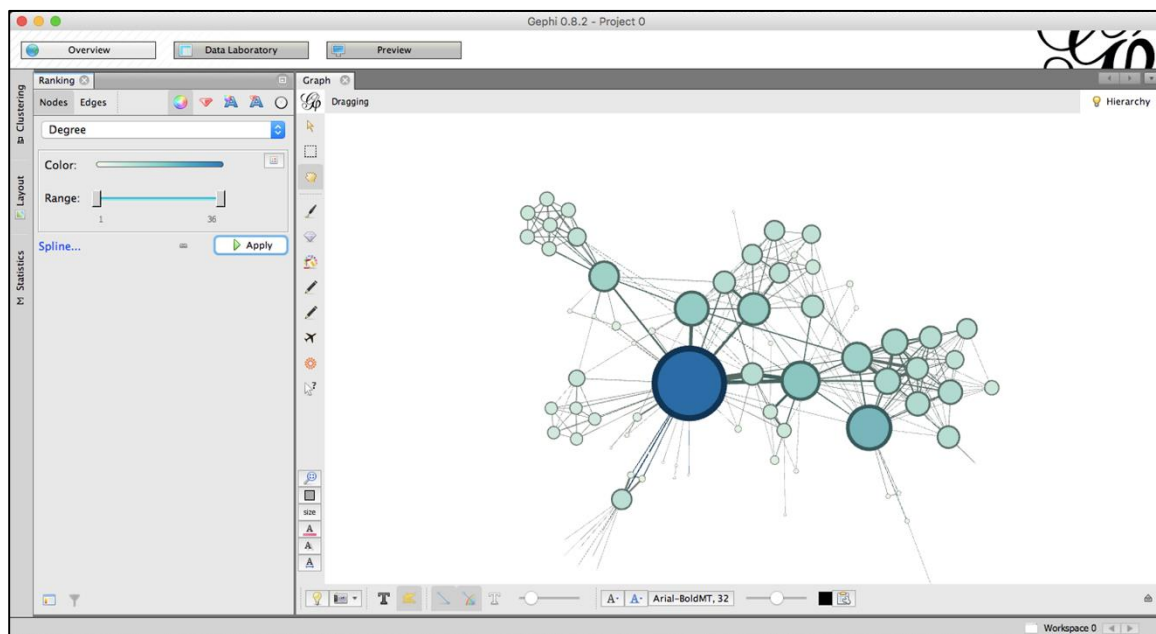 Gephi 0.8.2 - Project 0
Overview
Data Laboratory
Preview
Clustering
Layout
Statistics
Ranking
Nodes Edges
Degree
Color:
Range:
1 36
Spline...
Apply
Graph
Dragging
Hierarchy
size
A
A
A
T
T
A- A- Arial-BoldMT, 32
Workspace 0